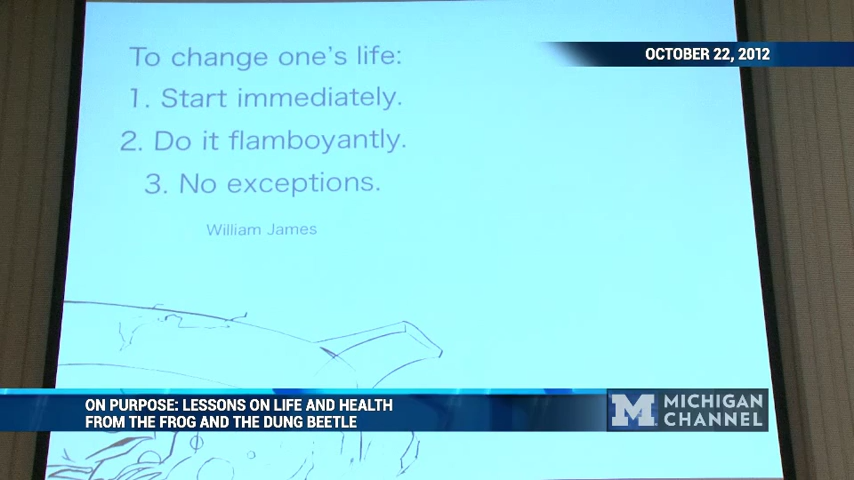 To change one's life:
1. Start immediately.
2. Do it flamboyantly.
3. No exceptions.
William James
OCTOBER 22, 2012
ON PURPOSE: LESSONS ON LIFE AND HEALTH
FROM THE FROG AND THE DUNG BEETLE
M MICHIGAN
CHANNEL